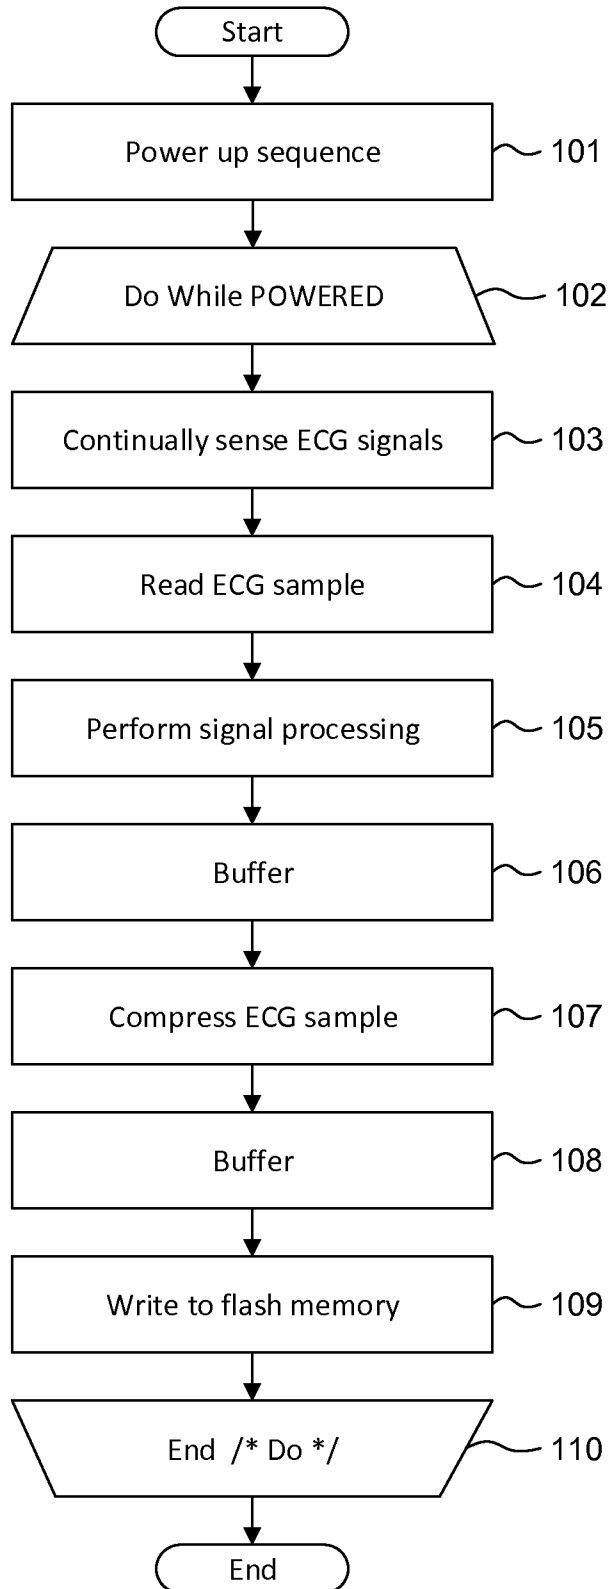 Start
Power up sequence
101
Do While POWERED
102
Continually sense ECG signals
103
Read ECG sample
104
Perform signal processing
105
Buffer
106
Compress ECG sample
107
Buffer
108
Write to flash memory
109
End /* Do */
110
End